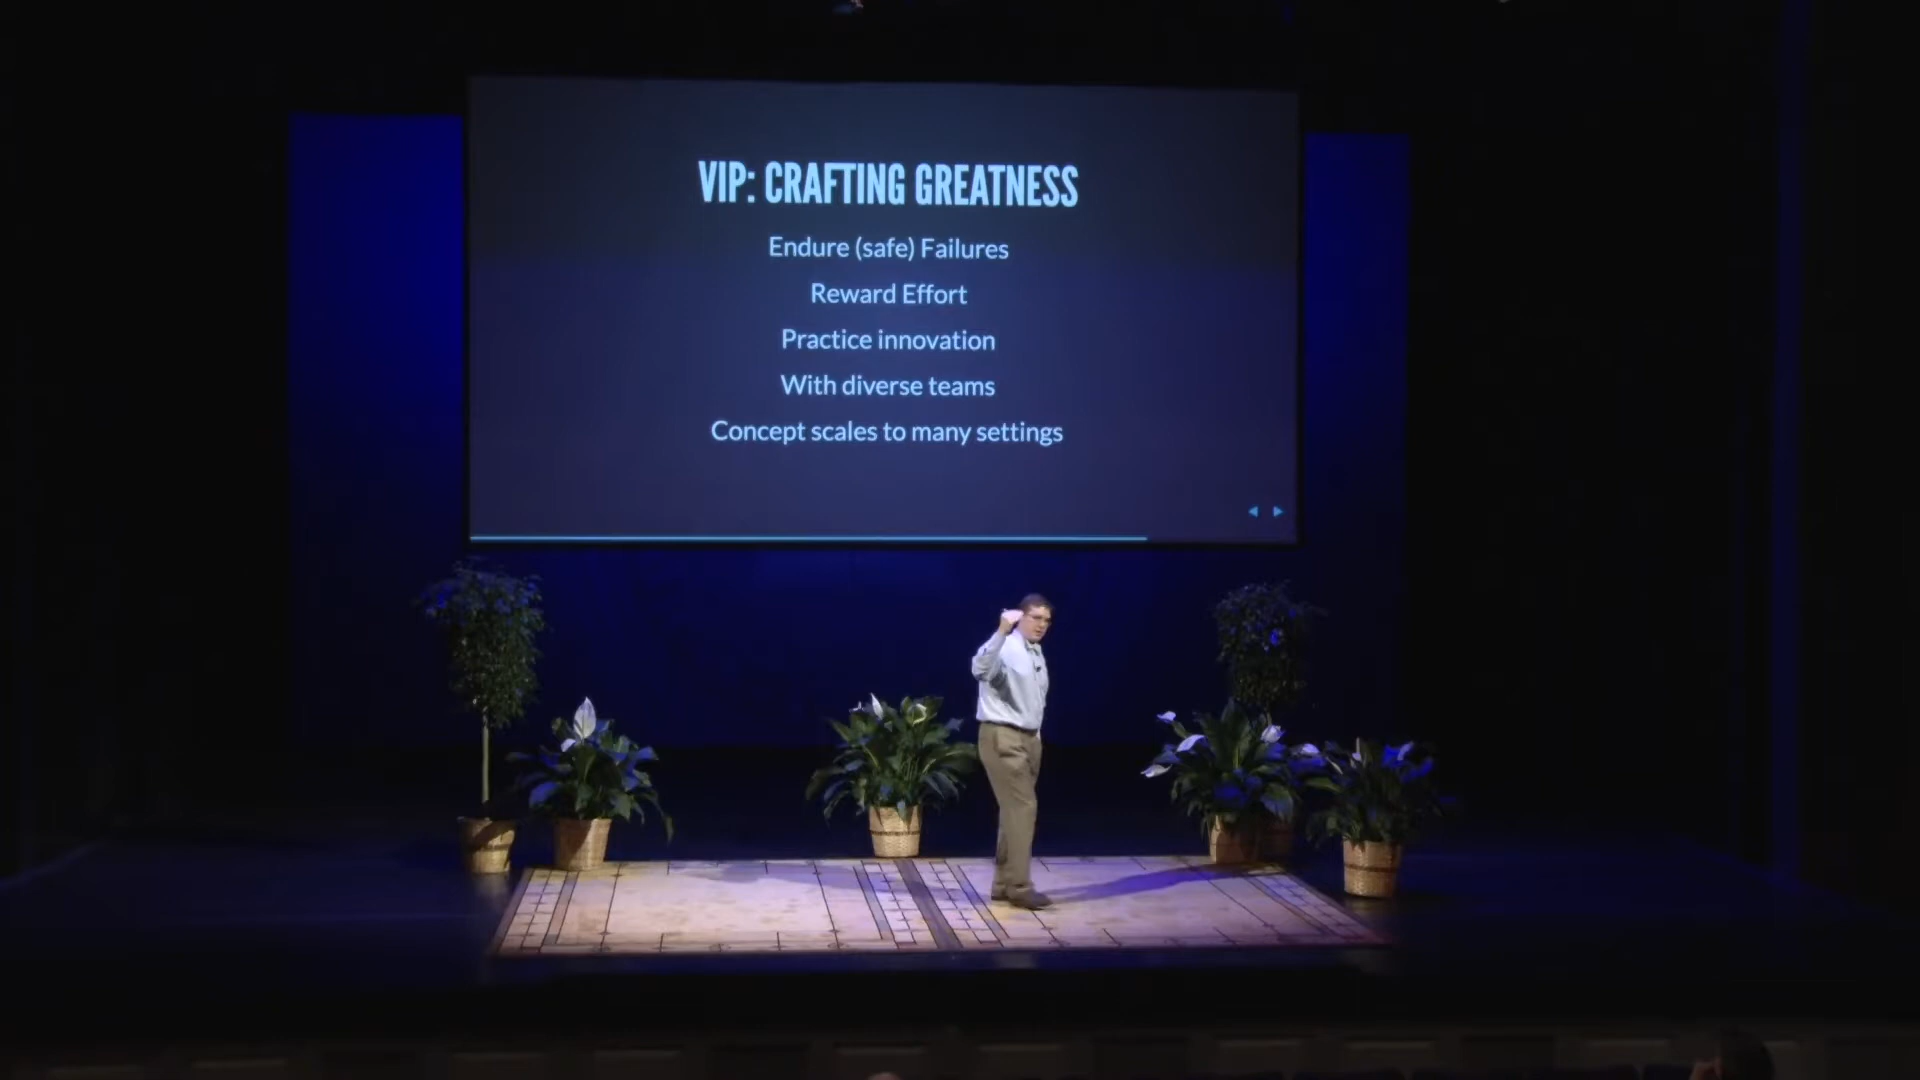 VIP: CRAFTING GREATNESS
Endure (safe) Failures
Reward Effort
Practice innovation
With diverse teams
Concept scales to many settings